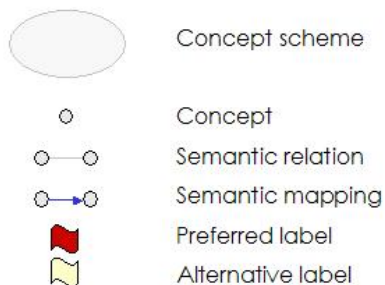 Concept scheme
Concept
Semantic relation
Semantic mapping
Preferred label
Alternative label